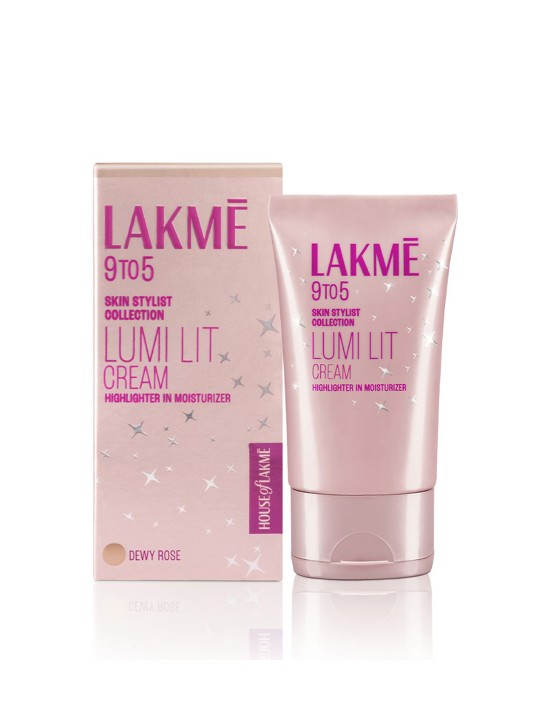 LAKMĒ
9TO5
SKIN STYLIST
COLLECTION
LUMI LIT
CREAM
HIGHLIGHTER IN MOISTURIZER
HOUSE of LAKMĒ
DEWY ROSE
LAKMĒ
9TO5
SKIN STYLIST
COLLECTION
LUMI LIT
CREAM
HIGHLIGHTER IN MOISTURIZER